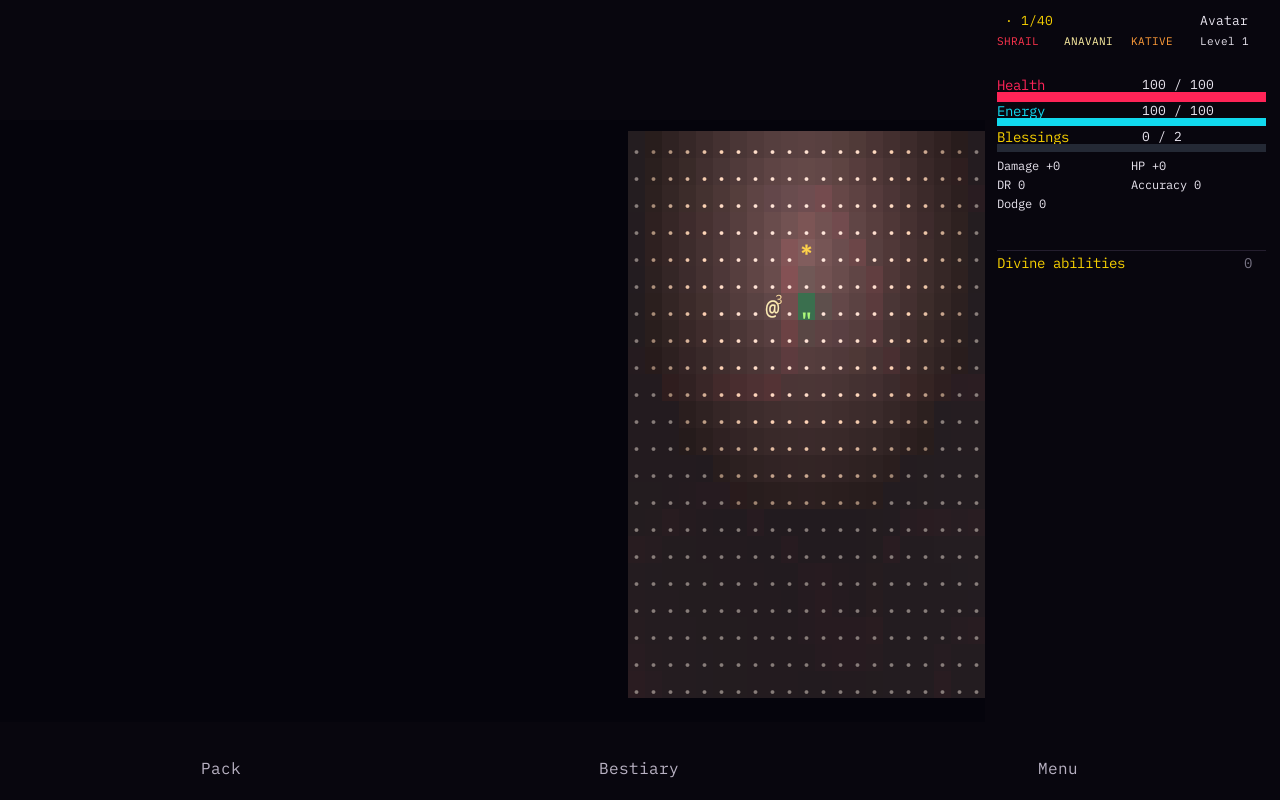 · 1/40 Avatar
SHRAIL ANAVANI KATIVE Level 1
Health 100 / 100
Energy 100 / 100
Blessings 0 / 2
Damage +0 HP +0
DR 0 Accuracy 0
Dodge 0
Divine abilities 0
*
@3 "
Pack Bestiary Menu